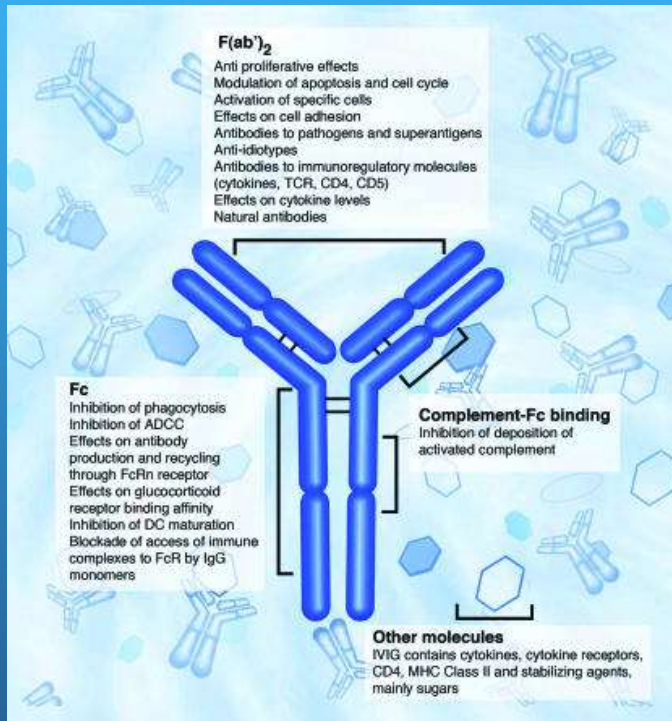 F(ab')2
Anti proliferative effects
Modulation of apoptosis and cell cycle
Activation of specific cells
Effects on cell adhesion
Antibodies to pathogens and superantigens
Anti-idiotypes
Antibodies to immunoregulatory molecules
(cytokines, TCR, CD4, CD5)
Effects on cytokine levels
Natural antibodies
Fc
Inhibition of phagocytosis
Inhibition of ADCC
Effects on antibody
production and recycling
through FcRn receptor
Effects on glucocorticoid
receptor binding affinity
Inhibition of DC maturation
Blockade of access of immune
complexes to FcR by IgG
monomers
Complement-Fc binding
Inhibition of deposition of
activated complement
Other molecules
IVIG contains cytokines, cytokine receptors,
CD4, MHC Class II and stabilizing agents,
mainly sugars